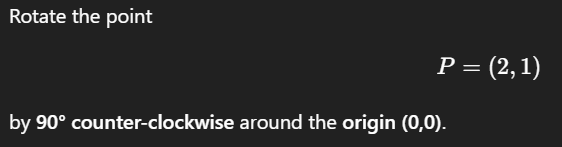 Rotate the point
P = (2, 1)
by 90° counter-clockwise around the origin (0,0).